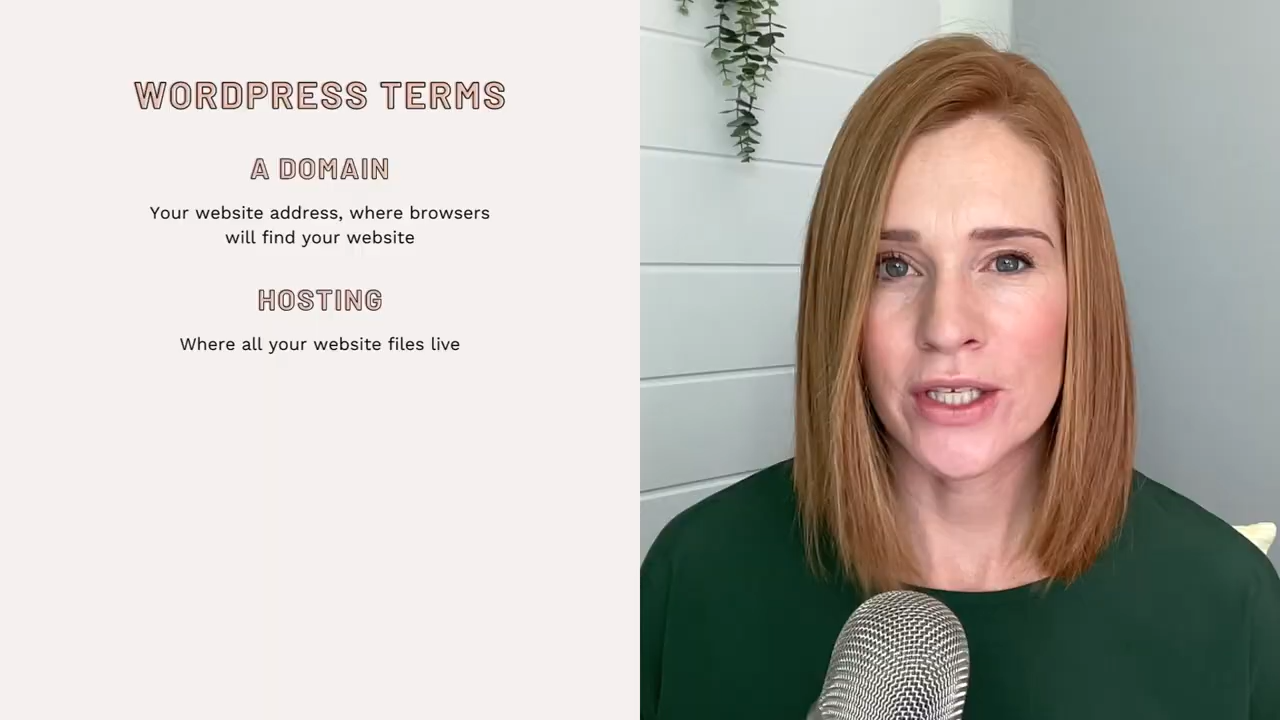 WORDPRESS TERMS
A DOMAIN
Your website address, where browsers
will find your website
HOSTING
Where all your website files live